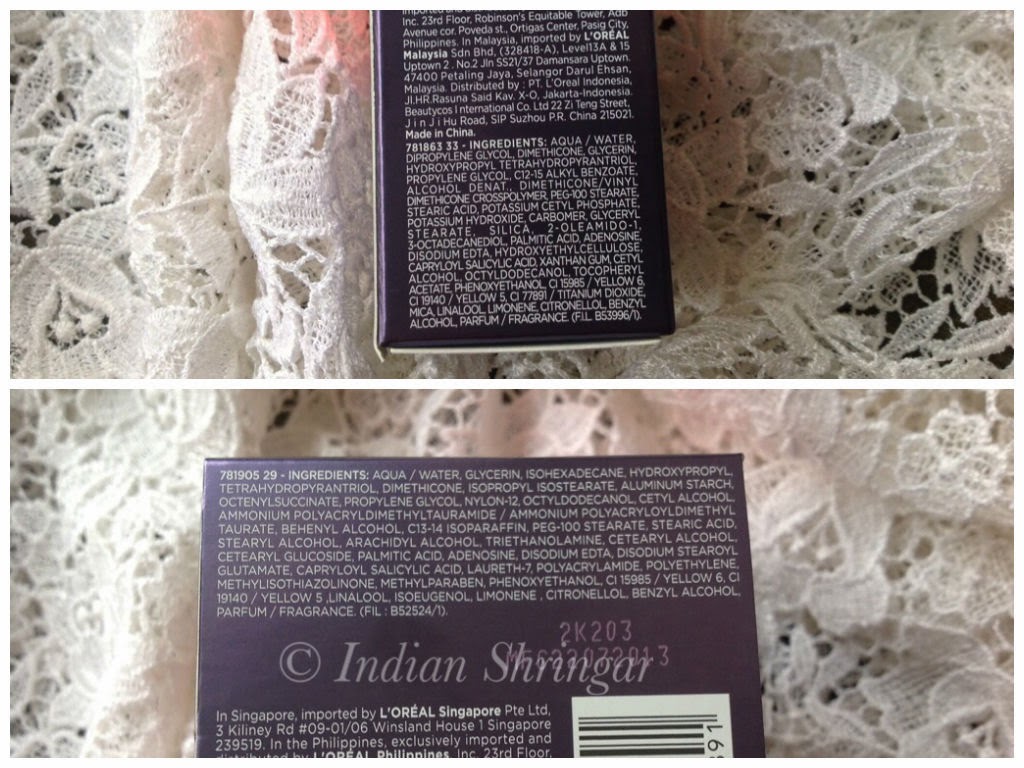 Inc. 23rd Floor, Robinson's Equitable Tower, Adb
Avenue cor. Poveda st., Ortigas Center, Pasig City,
Philippines. In Malaysia, imported by L'ORÉAL
Malaysia Sdn Bhd, (328418-A), Level13A & 15
Uptown 2 . No.2 Jln SS21/37 Damansara Uptown.
47400 Petaling Jaya, Selangor Darul Ehsan,
Malaysia. Distributed by : PT. L'Oreal Indonesia,
Jl.HR.Rasuna Said Kav. X-O, Jakarta-Indonesia.
Beautycos International Co. Ltd 22 Zi Teng Street,
J i n J i Hu Road, SIP Suzhou P.R. China 215021.
Made in China.
781863 33 - INGREDIENTS: AQUA / WATER,
DIPROPYLENE GLYCOL, DIMETHICONE, GLYCERIN,
HYDROXYPROPYL TETRAHYDROPYRANTRIOL,
PROPYLENE GLYCOL, C12-15 ALKYL BENZOATE,
ALCOHOL DENAT., DIMETHICONE/VINYL
DIMETHICONE CROSSPOLYMER, PEG-100 STEARATE,
STEARIC ACID, POTASSIUM CETYL PHOSPHATE,
POTASSIUM HYDROXIDE, CARBOMER, GLYCERYL
STEARATE, SILICA, 2-OLEAMIDO-1,
3-OCTADECANEDIOL, PALMITIC ACID, ADENOSINE,
DISODIUM EDTA, HYDROXYETHYLCELLULOSE,
CAPRYLOYL SALICYLIC ACID, XANTHAN GUM, CETYL
ALCOHOL, OCTYLDODECANOL, TOCOPHERYL
ACETATE, PHENOXYETHANOL, CI 15985 / YELLOW 6,
CI 19140 / YELLOW 5, CI 77891 / TITANIUM DIOXIDE,
MICA, LINALOOL, LIMONENE, CITRONELLOL, BENZYL
ALCOHOL, PARFUM / FRAGRANCE. (F.I.L. B53996/1).
781905 29 - INGREDIENTS: AQUA / WATER, GLYCERIN, ISOHEXADECANE, HYDROXYPROPYL,
TETRAHYDROPYRANTRIOL, DIMETHICONE, ISOPROPYL ISOSTEARATE, ALUMINUM STARCH,
OCTENYLSUCCINATE, PROPYLENE GLYCOL, NYLON-12, OCTYLDODECANOL, CETYL ALCOHOL,
AMMONIUM POLYACRYLDIMETHYLTAURAMIDE / AMMONIUM POLYACRYLOYLDIMETHYL
TAURATE, BEHENYL ALCOHOL, C13-14 ISOPARAFFIN, PEG-100 STEARATE, STEARIC ACID,
STEARYL ALCOHOL, ARACHIDYL ALCOHOL, TRIETHANOLAMINE, CETEARYL ALCOHOL,
CETEARYL GLUCOSIDE, PALMITIC ACID, ADENOSINE, DISODIUM EDTA, DISODIUM STEAROYL
GLUTAMATE, CAPRYLOYL SALICYLIC ACID, LAURETH-7, POLYACRYLAMIDE, POLYETHYLENE,
METHYLISOTHIAZOLINONE, METHYLPARABEN, PHENOXYETHANOL, CI 15985 / YELLOW 6, CI
19140 / YELLOW 5 ,LINALOOL, ISOEUGENOL, LIMONENE , CITRONELLOL, BENZYL ALCOHOL,
PARFUM / FRAGRANCE. (FIL : B52524/1).
2K203
© Indian Shringar
In Singapore, imported by L'ORÉAL Singapore Pte Ltd,
3 Kiliney Rd #09-01/06 Winsland House 1 Singapore
239519. In the Philippines, exclusively imported and
distributed by L'ORÉAL Philippines, Inc. 23rd Floor,